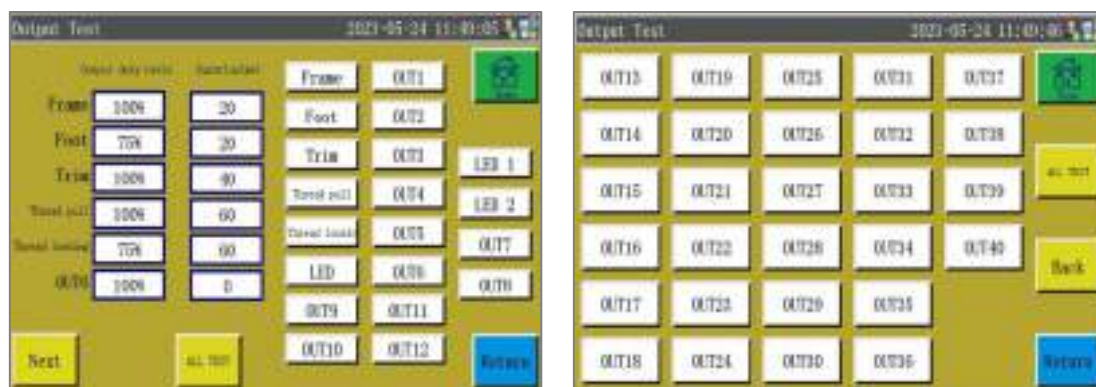 Output Test 2023-05-24 11:49:05
Frame 100% 20
Foot 75% 20
Trim 100% 40
Thread pull 100% 60
75% 60
OUT6 100% 0
Frame OUT1
Foot OUT2
Trim OUT3
Thread pull OUT4
OUT5
LED OUT6
OUT9 OUT11
OUT10 OUT12
LED 1
LED 2
OUT7
OUT8
Next
ALL TEST
Return
Output Test 2023-05-24 11:49:06
OUT13 OUT19 OUT25 OUT31 OUT37
OUT14 OUT20 OUT26 OUT32 OUT38
OUT15 OUT21 OUT27 OUT33 OUT39
OUT16 OUT22 OUT28 OUT34 OUT40
OUT17 OUT23 OUT29 OUT35
OUT18 OUT24 OUT30 OUT36
ALL TEST
Back
Return